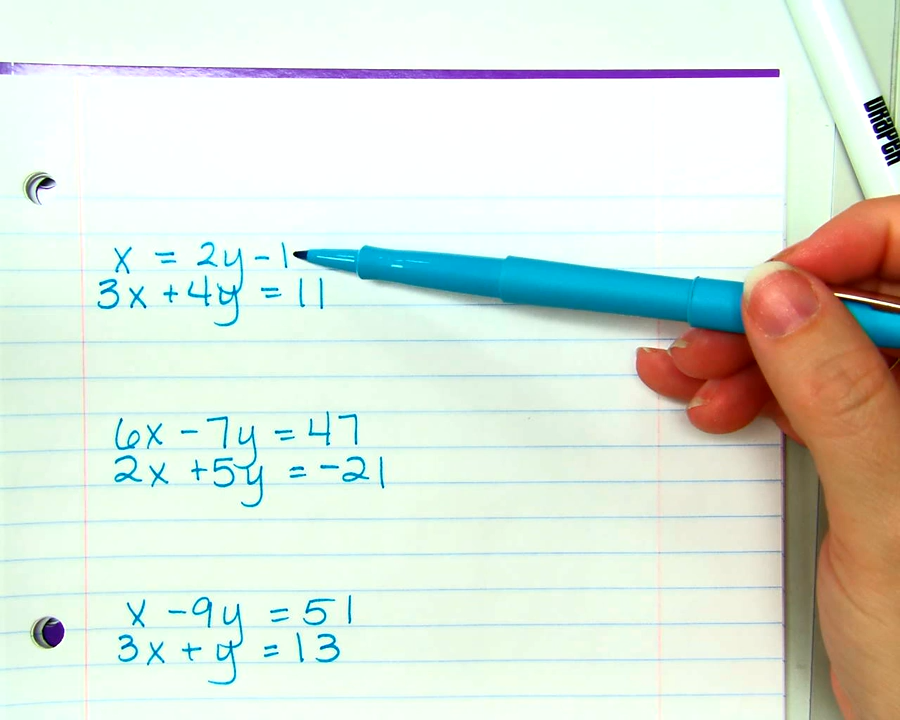 x = 2y - 1
3x + 4y = 11
6x - 7y = 47
2x + 5y = -21
x - 9y = 51
3x + y = 13
DRAPER